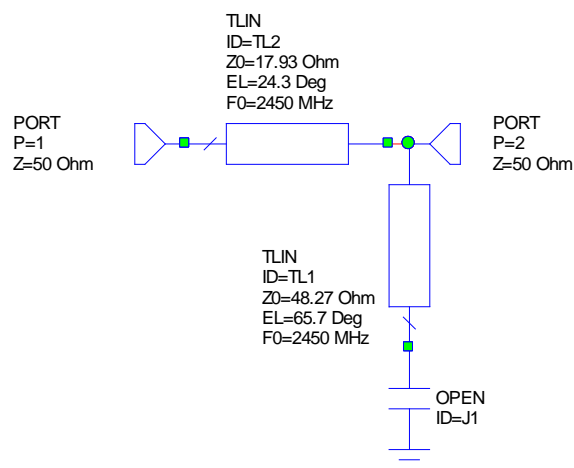 TLIN
ID=TL2
Z0=17.93 Ohm
EL=24.3 Deg
F0=2450 MHz
PORT
P=1
Z=50 Ohm
PORT
P=2
Z=50 Ohm
TLIN
ID=TL1
Z0=48.27 Ohm
EL=65.7 Deg
F0=2450 MHz
OPEN
ID=J1